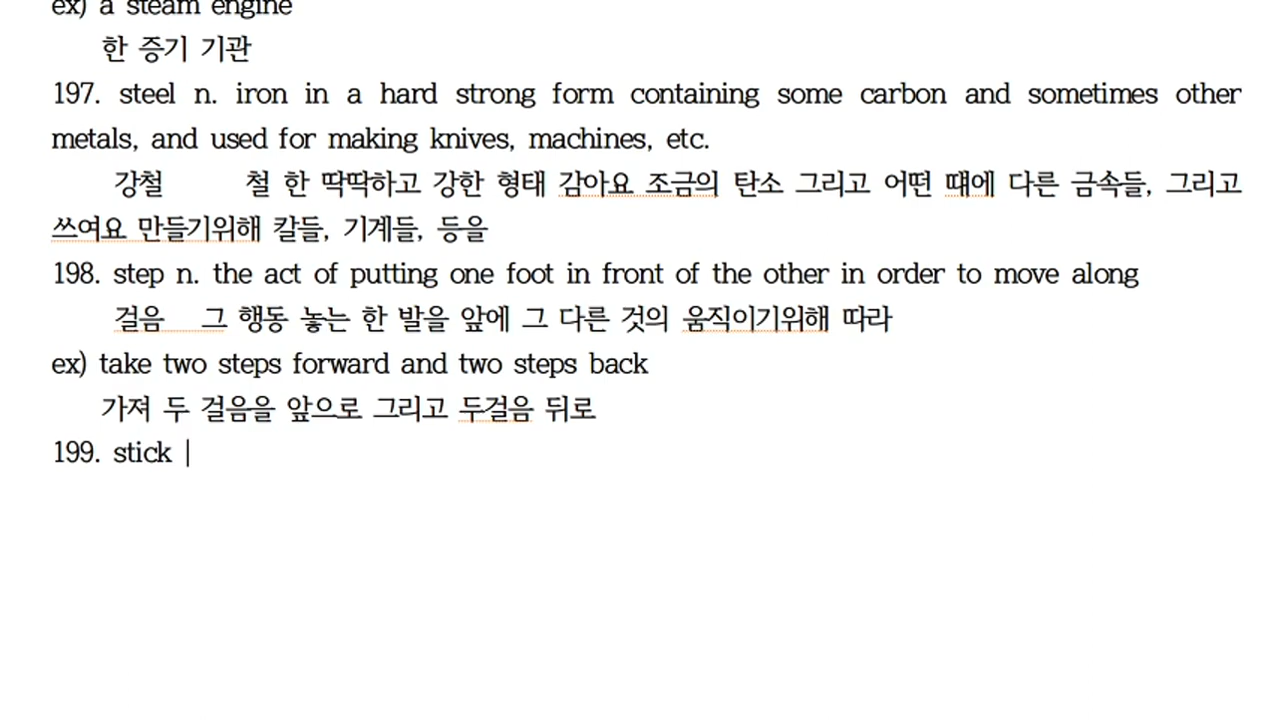 ex) a steam engine
한 증기 기관
197. steel n. iron in a hard strong form containing some carbon and sometimes other
metals, and used for making knives, machines, etc.
강철 철 한 딱딱하고 강한 형태 감아요 조금의 탄소 그리고 어떤 떄에 다른 금속들, 그리고
쓰여요 만들기위해 칼들, 기계들, 등을
198. step n. the act of putting one foot in front of the other in order to move along
걸음 그 행동 놓는 한 발을 앞에 그 다른 것의 움직이기위해 따라
ex) take two steps forward and two steps back
가져 두 걸음을 앞으로 그리고 두걸음 뒤로
199. stick